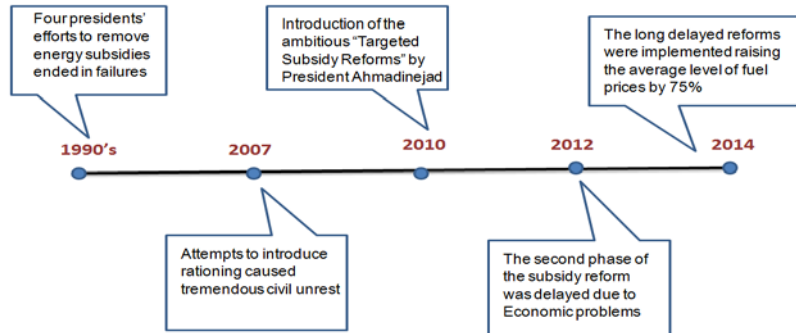 Four presidents'
efforts to remove
energy subsidies
ended in failures
Introduction of the
ambitious “Targeted
Subsidy Reforms” by
President Ahmadinejad
The long delayed reforms
were implemented raising
the average level of fuel
prices by 75%
1990's
2007
2010
2012
2014
Attempts to introduce
rationing caused
tremendous civil unrest
The second phase of
the subsidy reform
was delayed due to
Economic problems